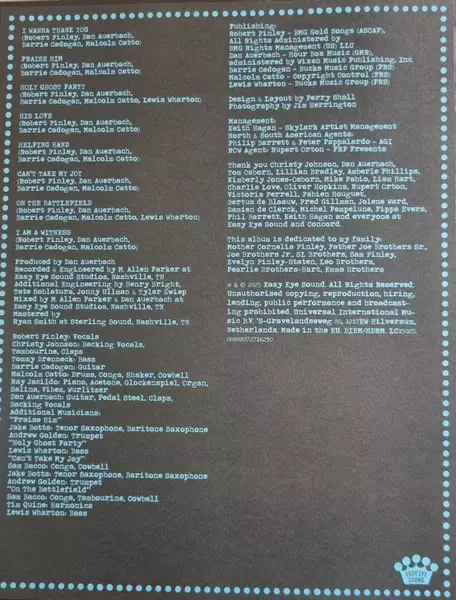 I WANNA THANK YOU
(Robert Finley, Dan Auerbach,
Barrie Cadogan, Malcolm Catto)
PRAISE HIM
(Robert Finley, Dan Auerbach,
Barrie Cadogan, Malcolm Catto)
HOLY GHOST PARTY
(Robert Finley, Dan Auerbach,
Barrie Cadogan, Malcolm Catto, Lewis Wharton)
HIS LOVE
(Robert Finley, Dan Auerbach,
Barrie Cadogan, Malcolm Catto)
HELPING HAND
(Robert Finley, Dan Auerbach,
Barrie Cadogan, Malcolm Catto)
CAN'T TAKE MY JOY
(Robert Finley, Dan Auerbach,
Barrie Cadogan, Malcolm Catto)
ON THE BATTLEFIELD
(Robert Finley, Dan Auerbach,
Barrie Cadogan, Malcolm Catto, Lewis Wharton)
I AM A WITNESS
(Robert Finley, Dan Auerbach,
Barrie Cadogan, Malcolm Catto)
Produced by Dan Auerbach
Recorded & Engineered by M. Allen Parker at
Easy Eye Sound Studios, Nashville, TN
Additional Engineering by Henry Bright,
Tate Sablatura, Jonny Ullman & Tyler Zwiep
Mixed by M. Allen Parker & Dan Auerbach at
Easy Eye Sound Studios, Nashville, TN
Mastered by
Ryan Smith at Sterling Sound, Nashville, TN
Robert Finley: Vocals
Christy Johnson: Backing Vocals,
Tambourine, Claps
Tommy Brenneck: Bass
Barrie Cadogan: Guitar
Malcolm Catto: Drums, Conga, Shaker, Cowbell
Ray Jacildo: Piano, Acetone, Glockenspiel, Organ,
Salina, Vibes, Wurlitzer
Dan Auerbach: Guitar, Pedal Steel, Claps,
Backing Vocals
Additional Musicians:
"Praise Him"
Jake Botts: Tenor Saxophone, Baritone Saxophone
Andrew Golden: Trumpet
"Holy Ghost Party"
Lewis Wharton: Bass
"Can't Take My Joy"
Sam Bacco: Conga, Cowbell
Jake Botts: Tenor Saxophone, Baritone Saxophone
Andrew Golden: Trumpet
"On The Battlefield"
Sam Bacco: Conga, Tambourine, Cowbell
Tim Quine: Harmonica
Lewis Wharton: Bass
Publishing:
Robert Finley - BMG Gold Songs (ASCAP),
All Rights Administered by
BMG Rights Management (US) LLC
Dan Auerbach - Hour Box Music (GMR),
administered by Wixen Music Publishing, Inc.
Barrie Cadogan - Bucks Music Group (PRS)
Malcolm Catto - Copyright Control (PRS)
Lewis Wharton - Bucks Music Group (PRS)
Design & Layout by Perry Shall
Photography by Jim Herrington
Management:
Keith Hagan - Skylark Artist Management
North & South American Agents:
Philip Barrett & Peter Pappalardo - AGI
ROW Agent: Rupert Orton - FMP Presents
Thank you Christy Johnson, Dan Auerbach,
Tom Osborn, Lillian Bradley, Asberlie Phillips,
Kimberly Jones-Osborn, Mike Fabio, Lisa Hart,
Charlie Love, Oliver Hopkins, Rupert Orton,
Victoria Ferrell, Fabien Hoguet,
Bertus de Blaauw, Fred Gillson, Jolene Ward,
Damien de Clerck, Michel Pampelune, Pippa Evers,
Phil Barrett, Keith Hagan and everyone at
Easy Eye Sound and Concord.
This album is dedicated to my family:
Mother Cornelia Finley, Father Joe Brothers Sr.,
Joe Brothers Jr., SL Brothers, Sam Finley,
Evelyn Finley-Staten, Leo Brothers,
Pearlie Brothers-Hart, Emma Brothers
℗ & © 2025 Easy Eye Sound. All Rights Reserved.
Unauthorised copying, reproduction, hiring,
lending, public performance and broadcast-
ing prohibited. Universal International Mu-
sic B.V. 'S-Gravelandseweg 80, 1217EW Hilversum,
Netherlands. Made in the EU. BIEM/SDRM.
00888072716230
EASY EYE
SOUND